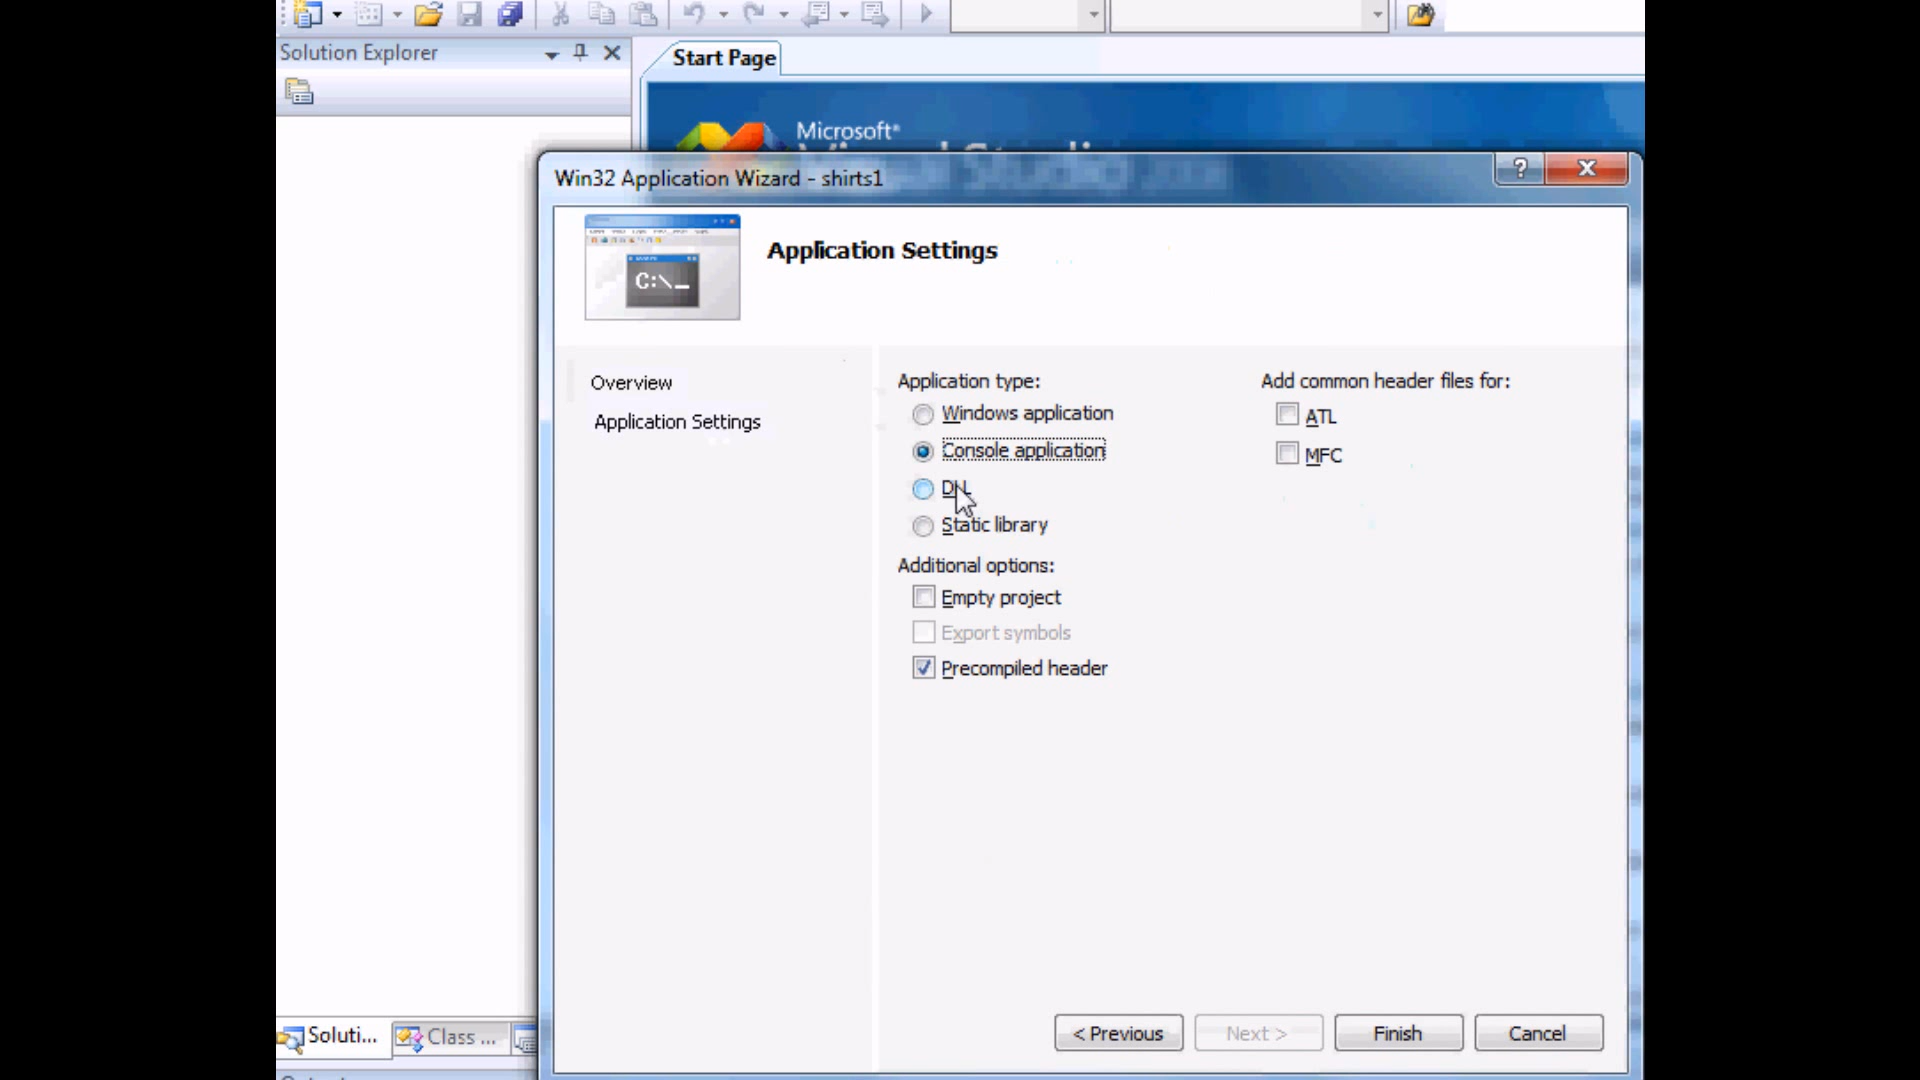 Solution Explorer
Start Page
Microsoft®
Win32 Application Wizard - shirts1
?
C:\_
Application Settings
Overview
Application Settings
Application type:
Windows application
Console application
DLL
Static library
Additional options:
Empty project
Export symbols
Precompiled header
Add common header files for:
ATL
MFC
Soluti...
Class ...
< Previous
Next >
Finish
Cancel